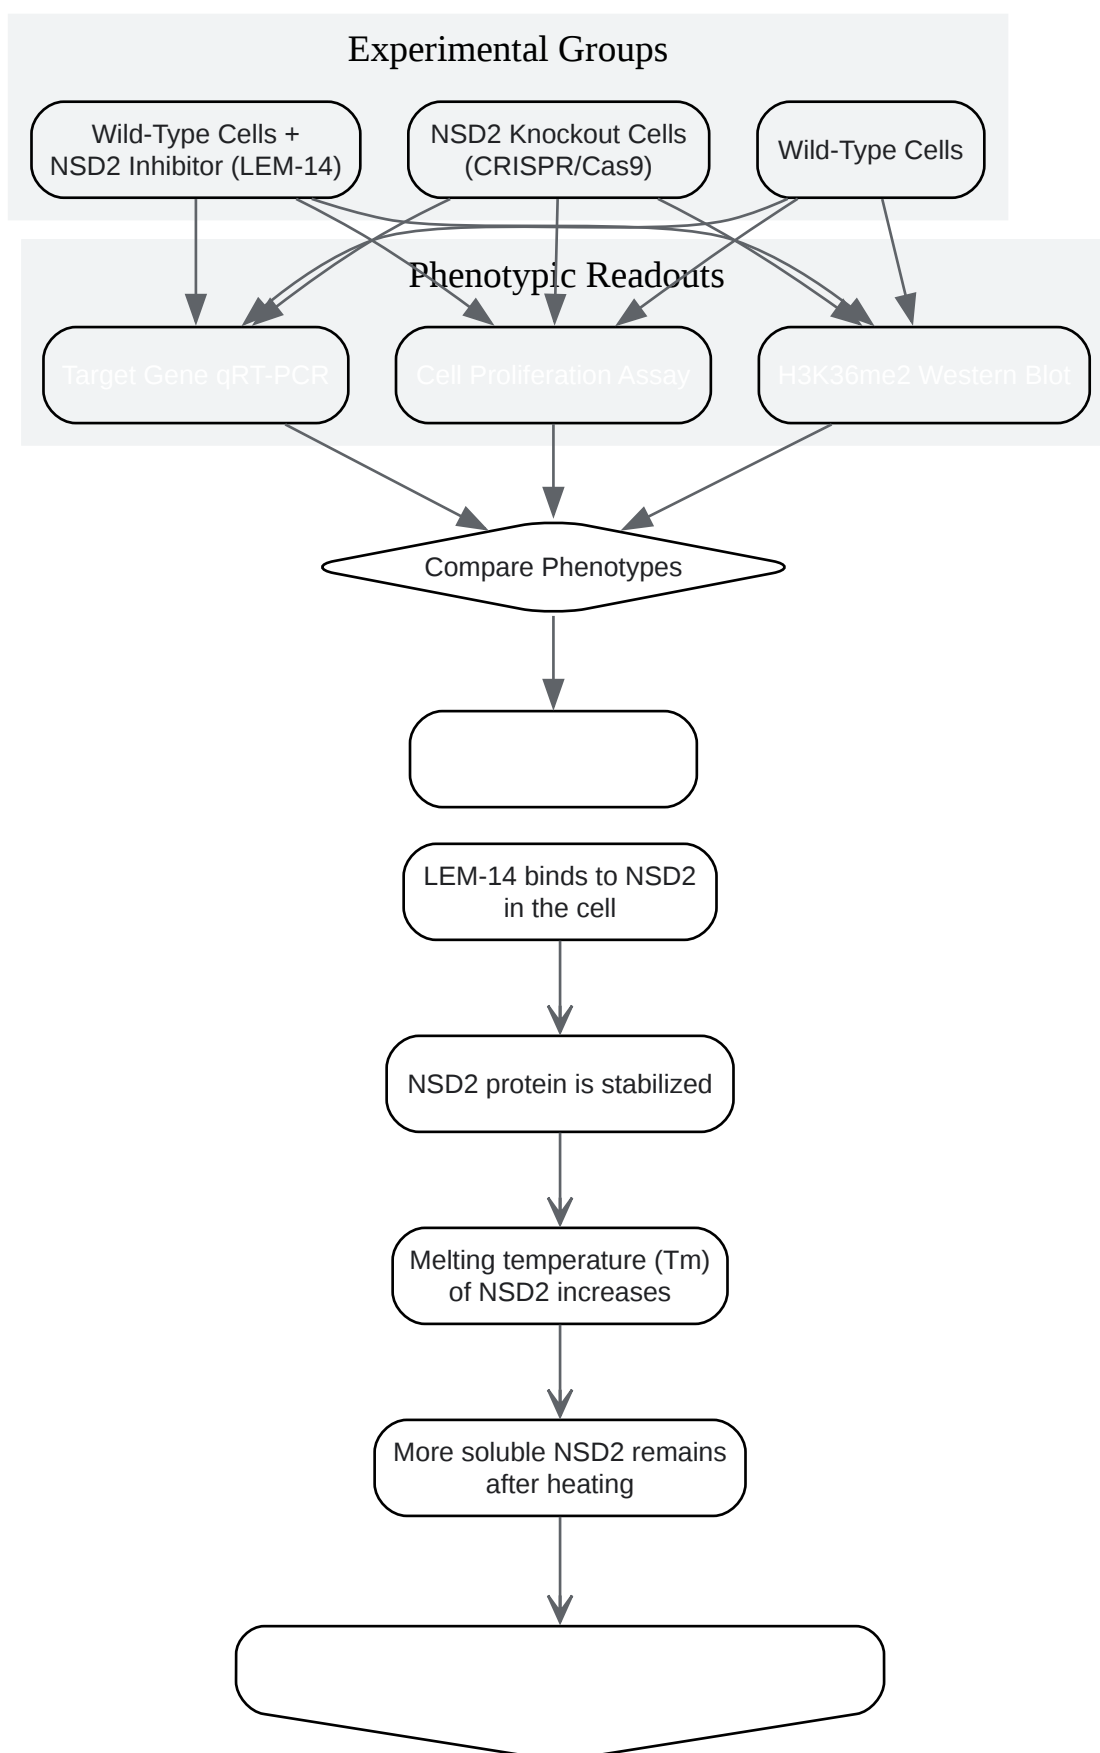 Experimental Groups
Wild-Type Cells +
NSD2 Inhibitor (LEM-14)
NSD2 Knockout Cells
(CRISPR/Cas9)
Wild-Type Cells
Phenotypic Readouts
Target Gene qRT-PCR
Cell Proliferation Assay
H3K36me2 Western Blot
Compare Phenotypes
LEM-14 binds to NSD2
in the cell
NSD2 protein is stabilized
Melting temperature (Tm)
of NSD2 increases
More soluble NSD2 remains
after heating